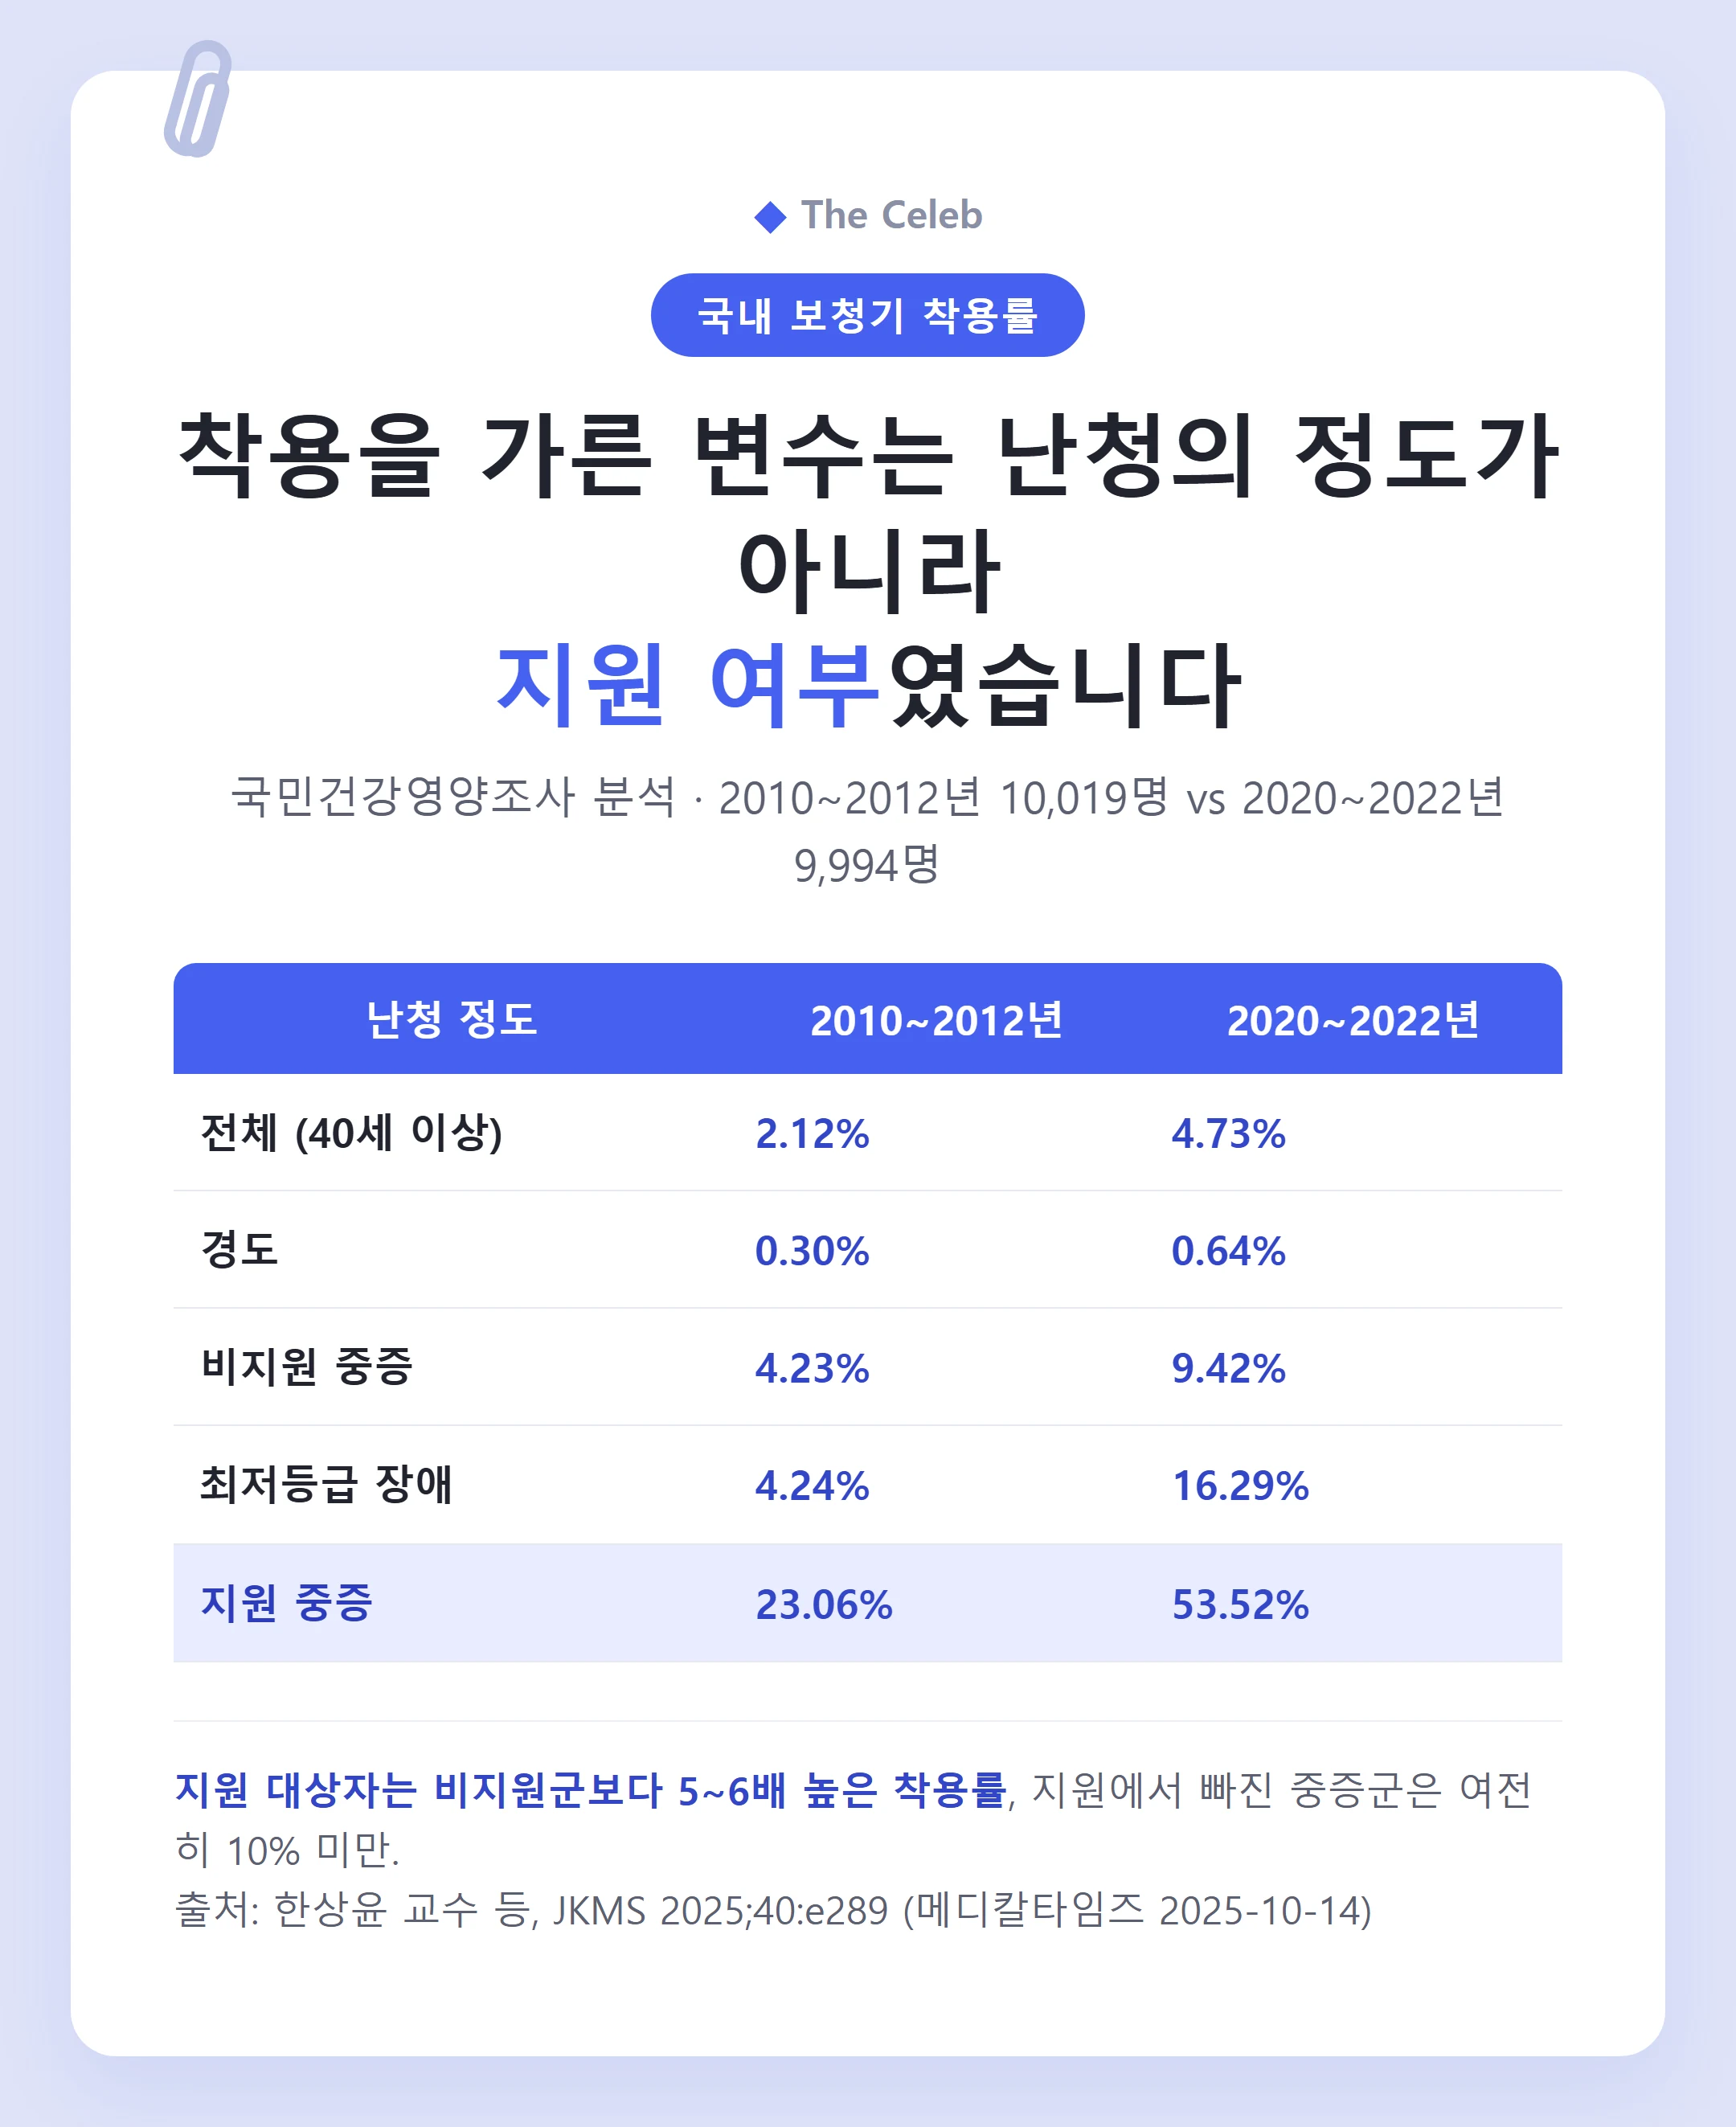 ◆ The Celeb
국내 보청기 착용률
착용을 가른 변수는 난청의 정도가
아니라
지원 여부였습니다
국민건강영양조사 분석 · 2010~2012년 10,019명 vs 2020~2022년
9,994명
난청 정도 2010~2012년 2020~2022년
전체 (40세 이상) 2.12% 4.73%
경도 0.30% 0.64%
비지원 중증 4.23% 9.42%
최저등급 장애 4.24% 16.29%
지원 중증 23.06% 53.52%
지원 대상자는 비지원군보다 5~6배 높은 착용률, 지원에서 빠진 중증군은 여전
히 10% 미만.
출처: 한상윤 교수 등, JKMS 2025;40:e289 (메디칼타임즈 2025-10-14)